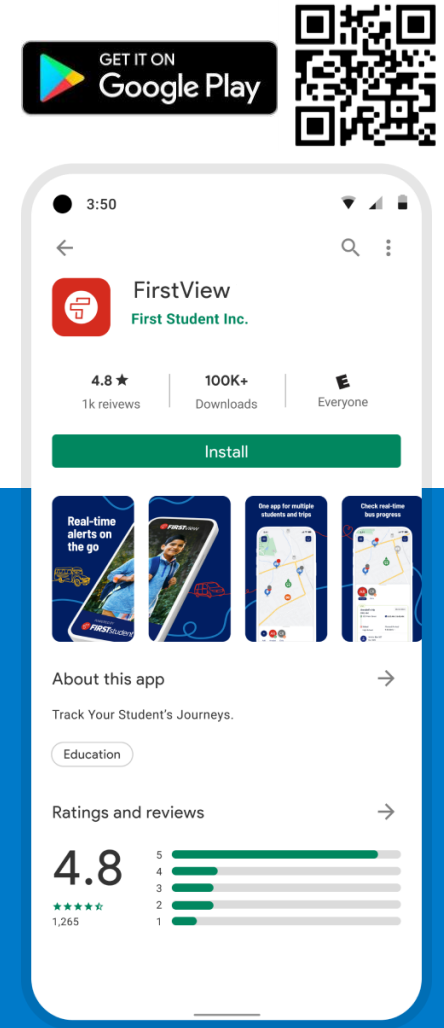 GET IT ON
Google Play
3:50
FirstView
First Student Inc.
4.8 ★
1k reivews
100K+
Downloads
Everyone
Install
Real-time
alerts on
the go
FIRSTstudent
FIRSTview
One app for multiple
students and trips
Check real-time
bus progress
About this app
Track Your Student's Journeys.
Education
Ratings and reviews
4.8
1,265
5
4
3
2
1